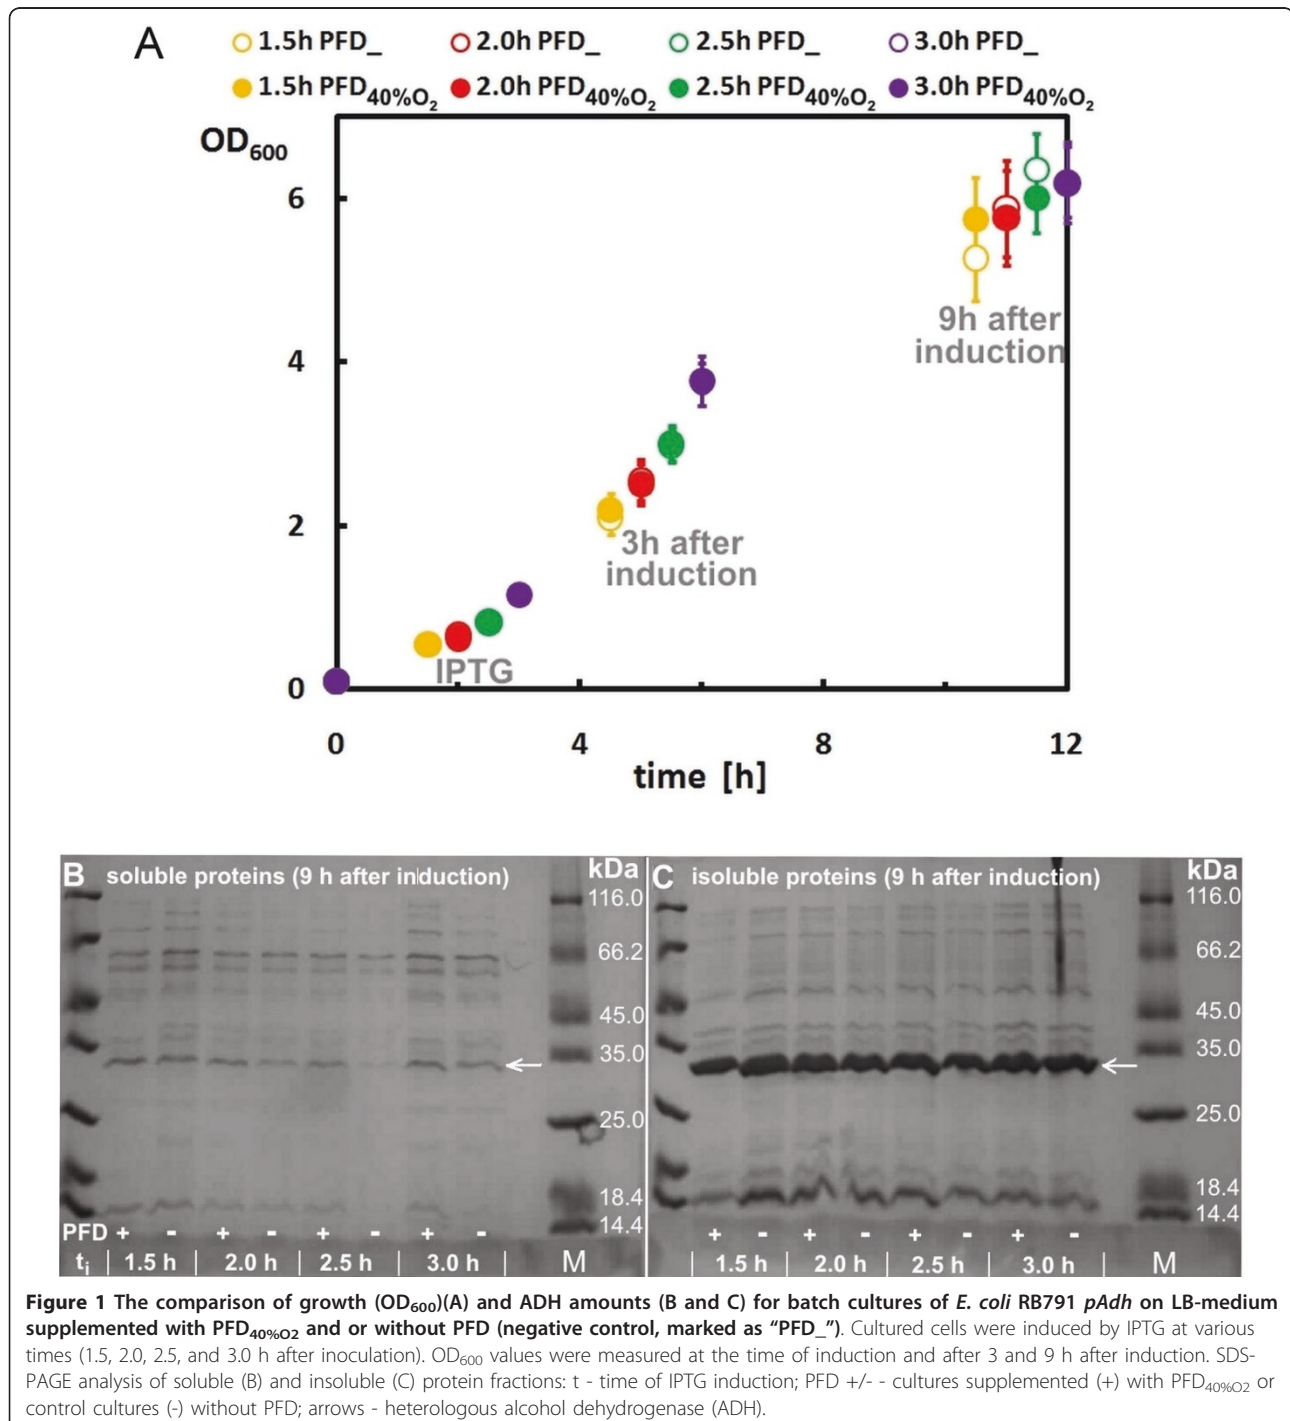 A
1.5h PFD_ 2.0h PFD_ 2.5h PFD_ 3.0h PFD_
1.5h PFD40%O2 2.0h PFD40%O2 2.5h PFD40%O2 3.0h PFD40%O2
OD600
6
4
2
0
9h after
induction
3h after
induction
IPTG
0 4 8 12
time [h]
B soluble proteins (9 h after induction) kDa
116.0
66.2
45.0
35.0
25.0
18.4
14.4
PFD + - + - + - + -
ti 1.5 h 2.0 h 2.5 h 3.0 h M
C isoluble proteins (9 h after induction) kDa
116.0
66.2
45.0
35.0
25.0
18.4
14.4
+ - + - + - + -
1.5 h 2.0 h 2.5 h 3.0 h M
Figure 1 The comparison of growth (OD600)(A) and ADH amounts (B and C) for batch cultures of E. coli RB791 pAdh on LB-medium
supplemented with PFD40%O2 and or without PFD (negative control, marked as “PFD_”). Cultured cells were induced by IPTG at various
times (1.5, 2.0, 2.5, and 3.0 h after inoculation). OD600 values were measured at the time of induction and after 3 and 9 h after induction. SDS-
PAGE analysis of soluble (B) and insoluble (C) protein fractions: t - time of IPTG induction; PFD +/- - cultures supplemented (+) with PFD40%O2 or
control cultures (-) without PFD; arrows - heterologous alcohol dehydrogenase (ADH).